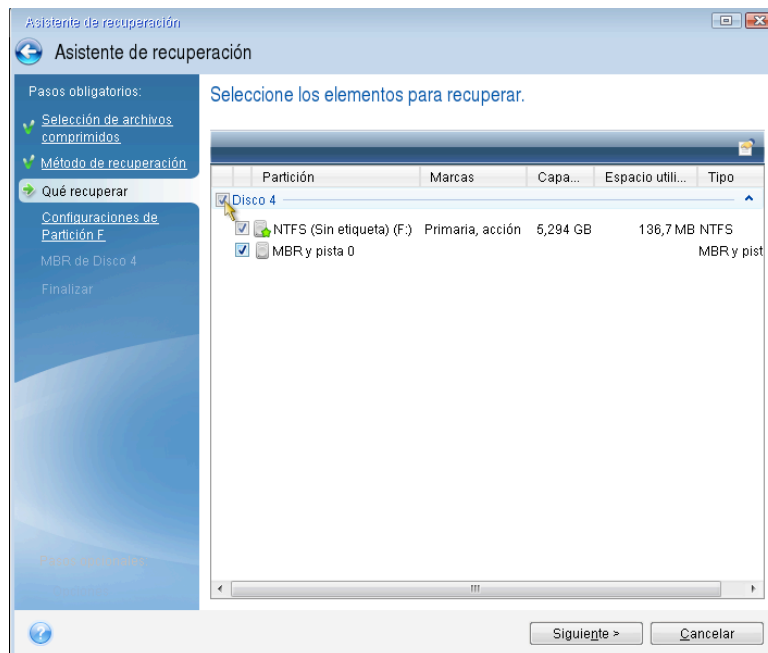 Asistente de recuperación
Asistente de recuperación
Pasos obligatorios:
Selección de archivos
comprimidos
Método de recuperación
Qué recuperar
Configuraciones de
Partición F
MBR de Disco 4
Finalizar
Seleccione los elementos para recuperar.
Partición Marcas Capa... Espacio utili... Tipo
Disco 4
NTFS (Sin etiqueta) (F:) Primaria, acción 5,294 GB 136,7 MB NTFS
MBR y pista 0 MBR y pist
Siguiente > Cancelar